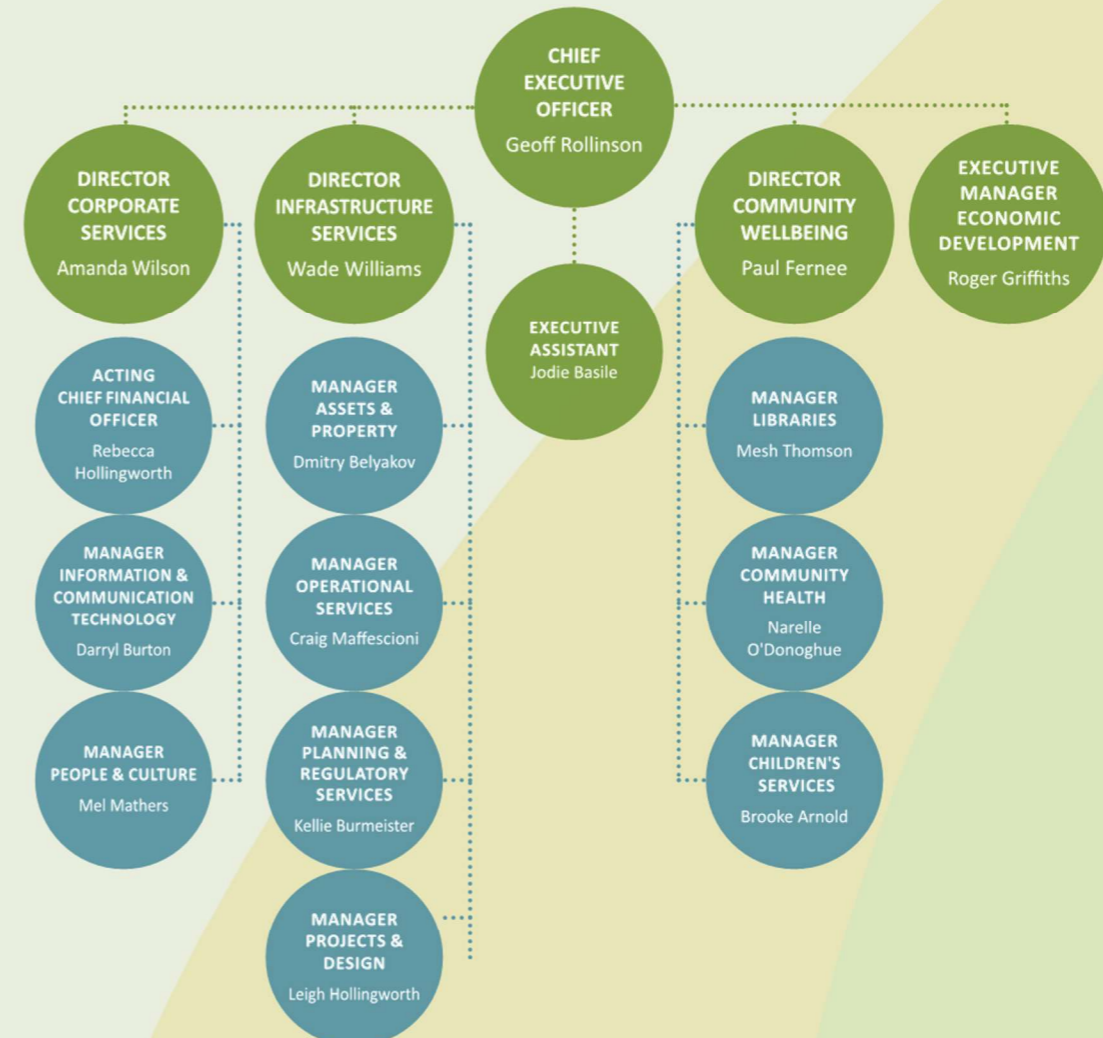 CHIEF
EXECUTIVE
OFFICER
Geoff Rollinson
DIRECTOR
CORPORATE
SERVICES
Amanda Wilson
DIRECTOR
INFRASTRUCTURE
SERVICES
Wade Williams
DIRECTOR
COMMUNITY
WELLBEING
Paul Fernee
EXECUTIVE
MANAGER
ECONOMIC
DEVELOPMENT
Roger Griffiths
EXECUTIVE
ASSISTANT
Jodie Basile
ACTING
CHIEF FINANCIAL
OFFICER
Rebecca
Hollingworth
MANAGER
ASSETS &
PROPERTY
Dmitry Belyakov
MANAGER
LIBRARIES
Mesh Thomson
MANAGER
INFORMATION &
COMMUNICATION
TECHNOLOGY
Darryl Burton
MANAGER
OPERATIONAL
SERVICES
Craig Maffescioni
MANAGER
COMMUNITY
HEALTH
Narelle
O'Donoghue
MANAGER
PEOPLE & CULTURE
Mel Mathers
MANAGER
PLANNING &
REGULATORY
SERVICES
Kellie Burmeister
MANAGER
CHILDREN'S
SERVICES
Brooke Arnold
MANAGER
PROJECTS &
DESIGN
Leigh Hollingworth